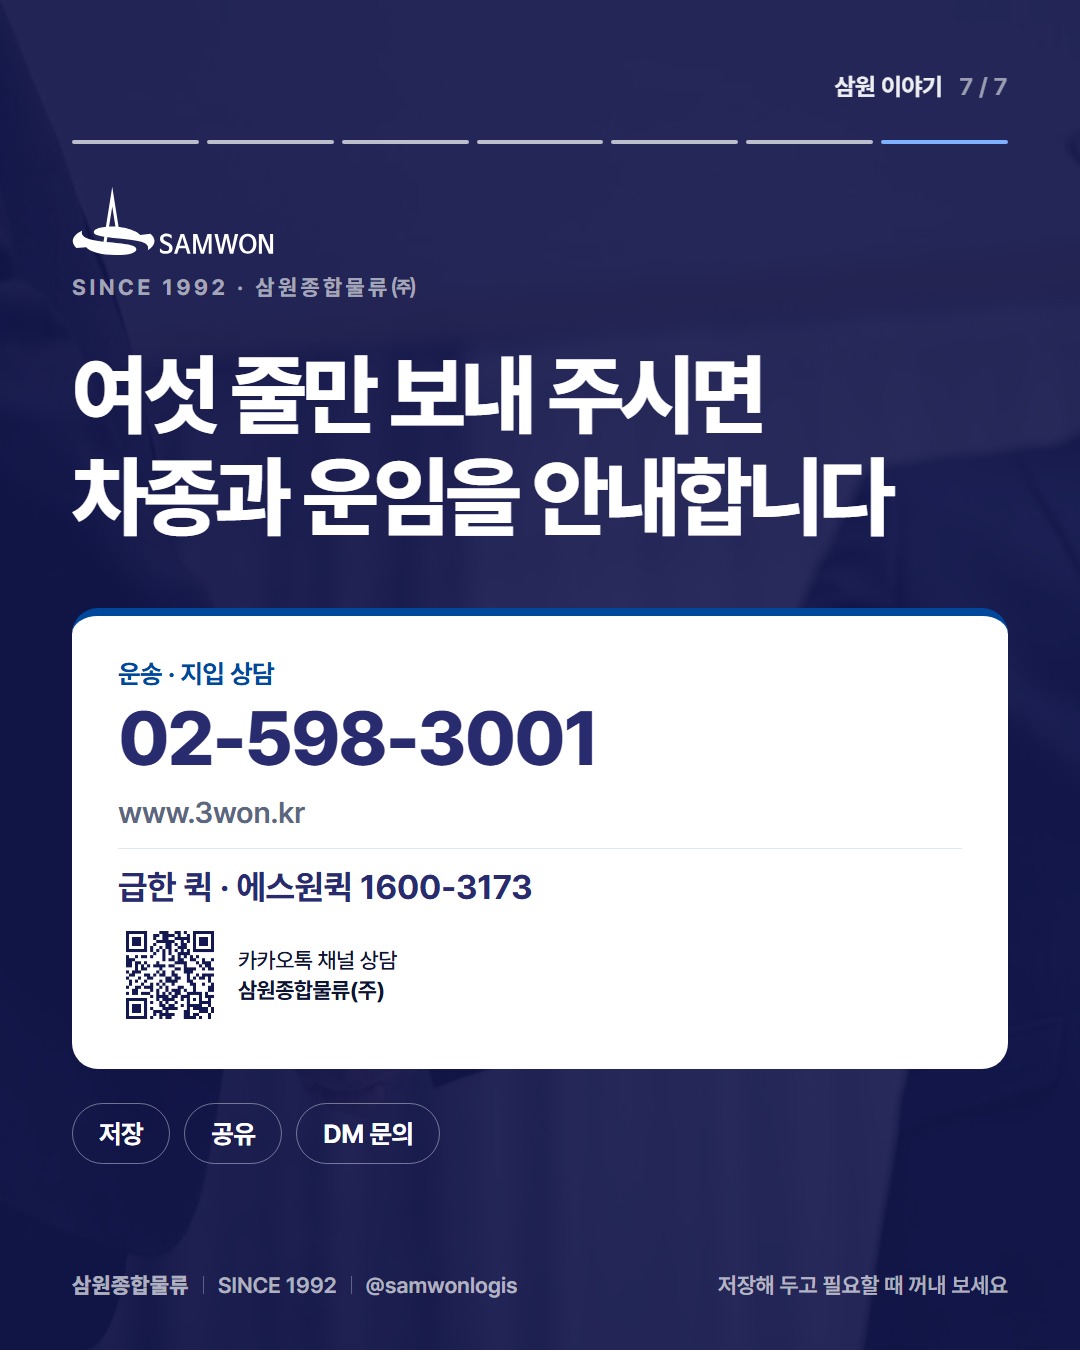 삼원 이야기 7 / 7
SAMWON
SINCE 1992 · 삼원종합물류㈜
여섯 줄만 보내 주시면
차종과 운임을 안내합니다
운송 · 지입 상담
02-598-3001
www.3won.kr
급한 퀵 · 에스원퀵 1600-3173
카카오톡 채널 상담
삼원종합물류(주)
저장 공유 DM 문의
삼원종합물류 | SINCE 1992 | @samwonlogis 저장해 두고 필요할 때 꺼내 보세요